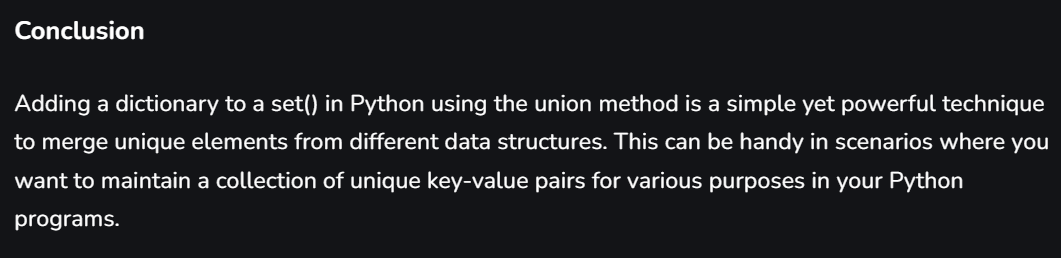 Conclusion
Adding a dictionary to a set() in Python using the union method is a simple yet powerful technique
to merge unique elements from different data structures. This can be handy in scenarios where you
want to maintain a collection of unique key-value pairs for various purposes in your Python
programs.